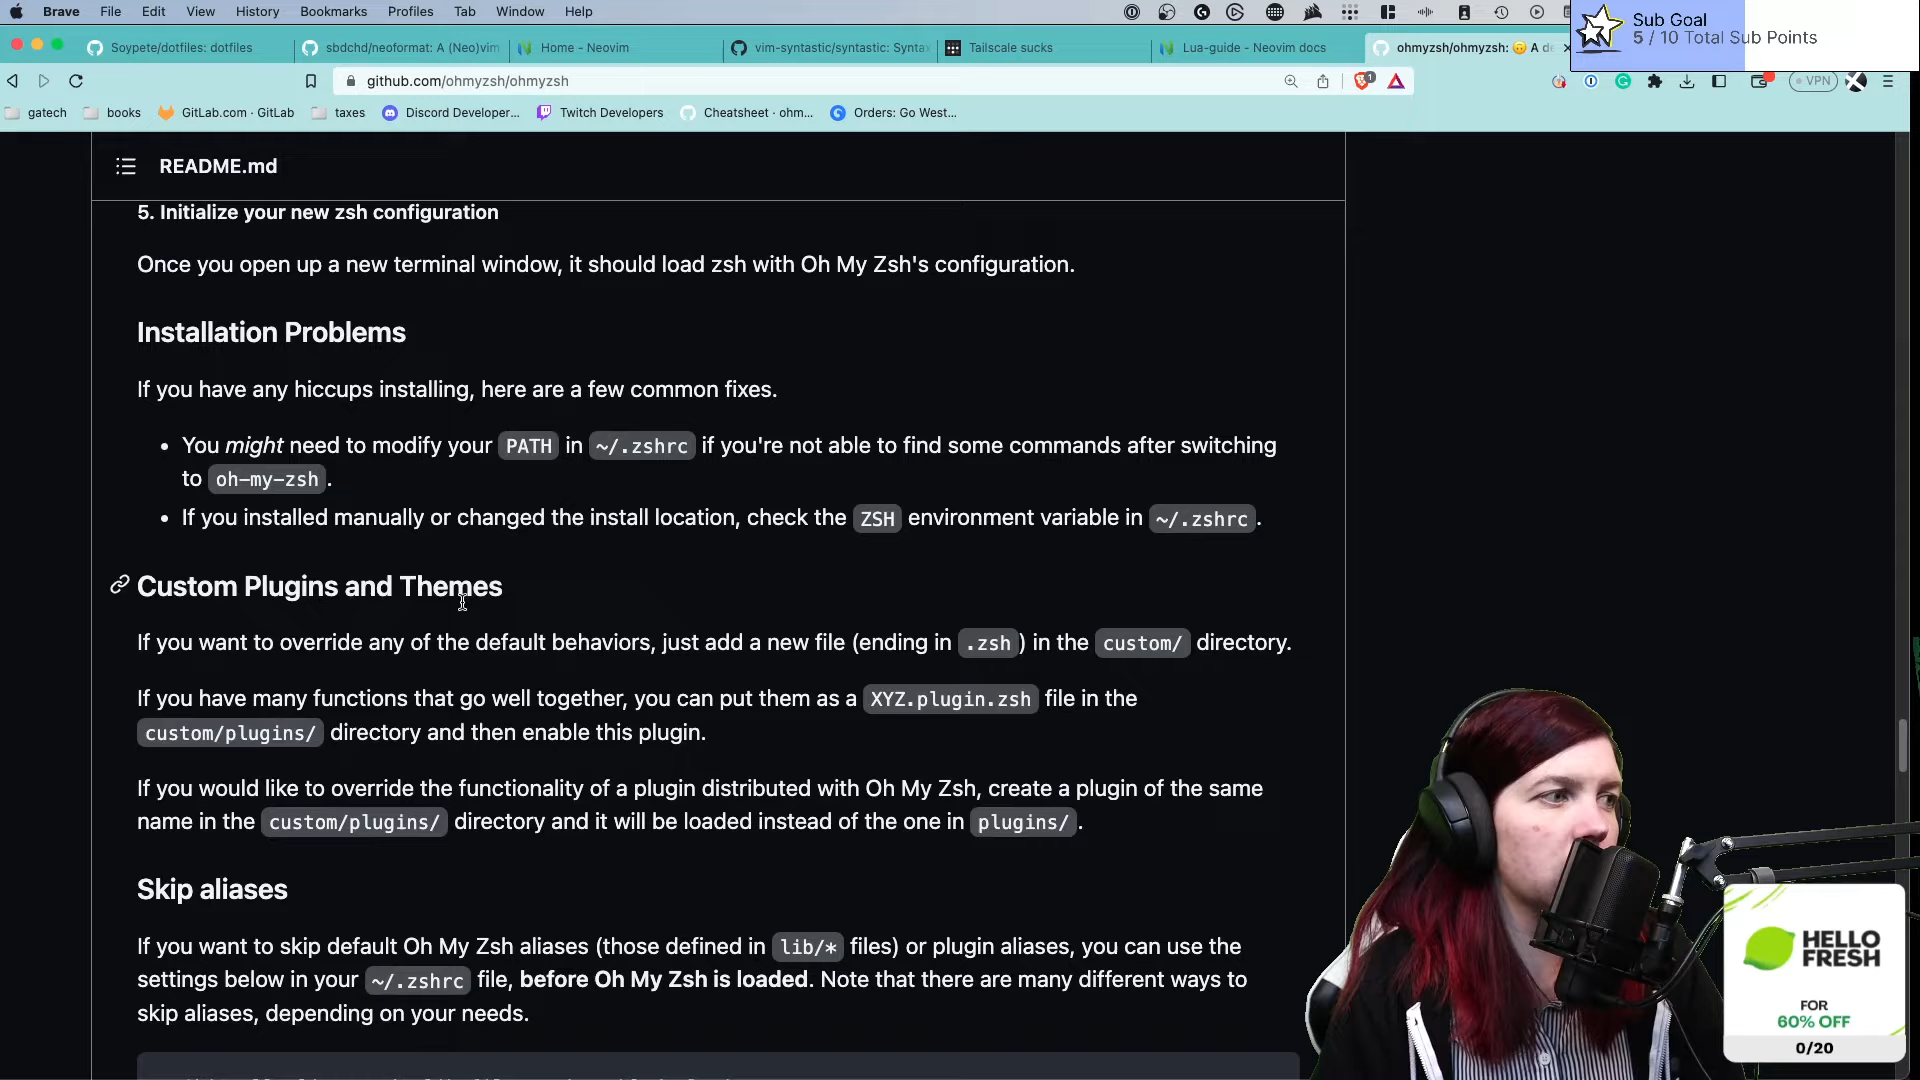 Brave File Edit View History Bookmarks Profiles Tab Window Help
Sub Goal
5 / 10 Total Sub Points
Soypete/dotfiles: dotfiles
sbdchd/neoformat: A (Neo)vim
Home - Neovim
vim-syntastic/syntastic: Syntax
Tailscale sucks
Lua-guide - Neovim docs
ohmyzsh/ohmyzsh: 🙃 A de
github.com/ohmyzsh/ohmyzsh
1
VPN
gatech
books
GitLab.com · GitLab
taxes
Discord Developer...
Twitch Developers
Cheatsheet · ohm...
Orders: Go West...
README.md
5. Initialize your new zsh configuration
Once you open up a new terminal window, it should load zsh with Oh My Zsh's configuration.
Installation Problems
If you have any hiccups installing, here are a few common fixes.
• You might need to modify your PATH in ~/.zshrc if you're not able to find some commands after switching
to oh-my-zsh.
• If you installed manually or changed the install location, check the ZSH environment variable in ~/.zshrc.
Custom Plugins and Themes
If you want to override any of the default behaviors, just add a new file (ending in .zsh) in the custom/ directory.
If you have many functions that go well together, you can put them as a XYZ.plugin.zsh file in the
custom/plugins/ directory and then enable this plugin.
If you would like to override the functionality of a plugin distributed with Oh My Zsh, create a plugin of the same
name in the custom/plugins/ directory and it will be loaded instead of the one in plugins/.
Skip aliases
If you want to skip default Oh My Zsh aliases (those defined in lib/* files) or plugin aliases, you can use the
settings below in your ~/.zshrc file, before Oh My Zsh is loaded. Note that there are many different ways to
skip aliases, depending on your needs.
HELLO
FRESH
FOR
60% OFF
0/20